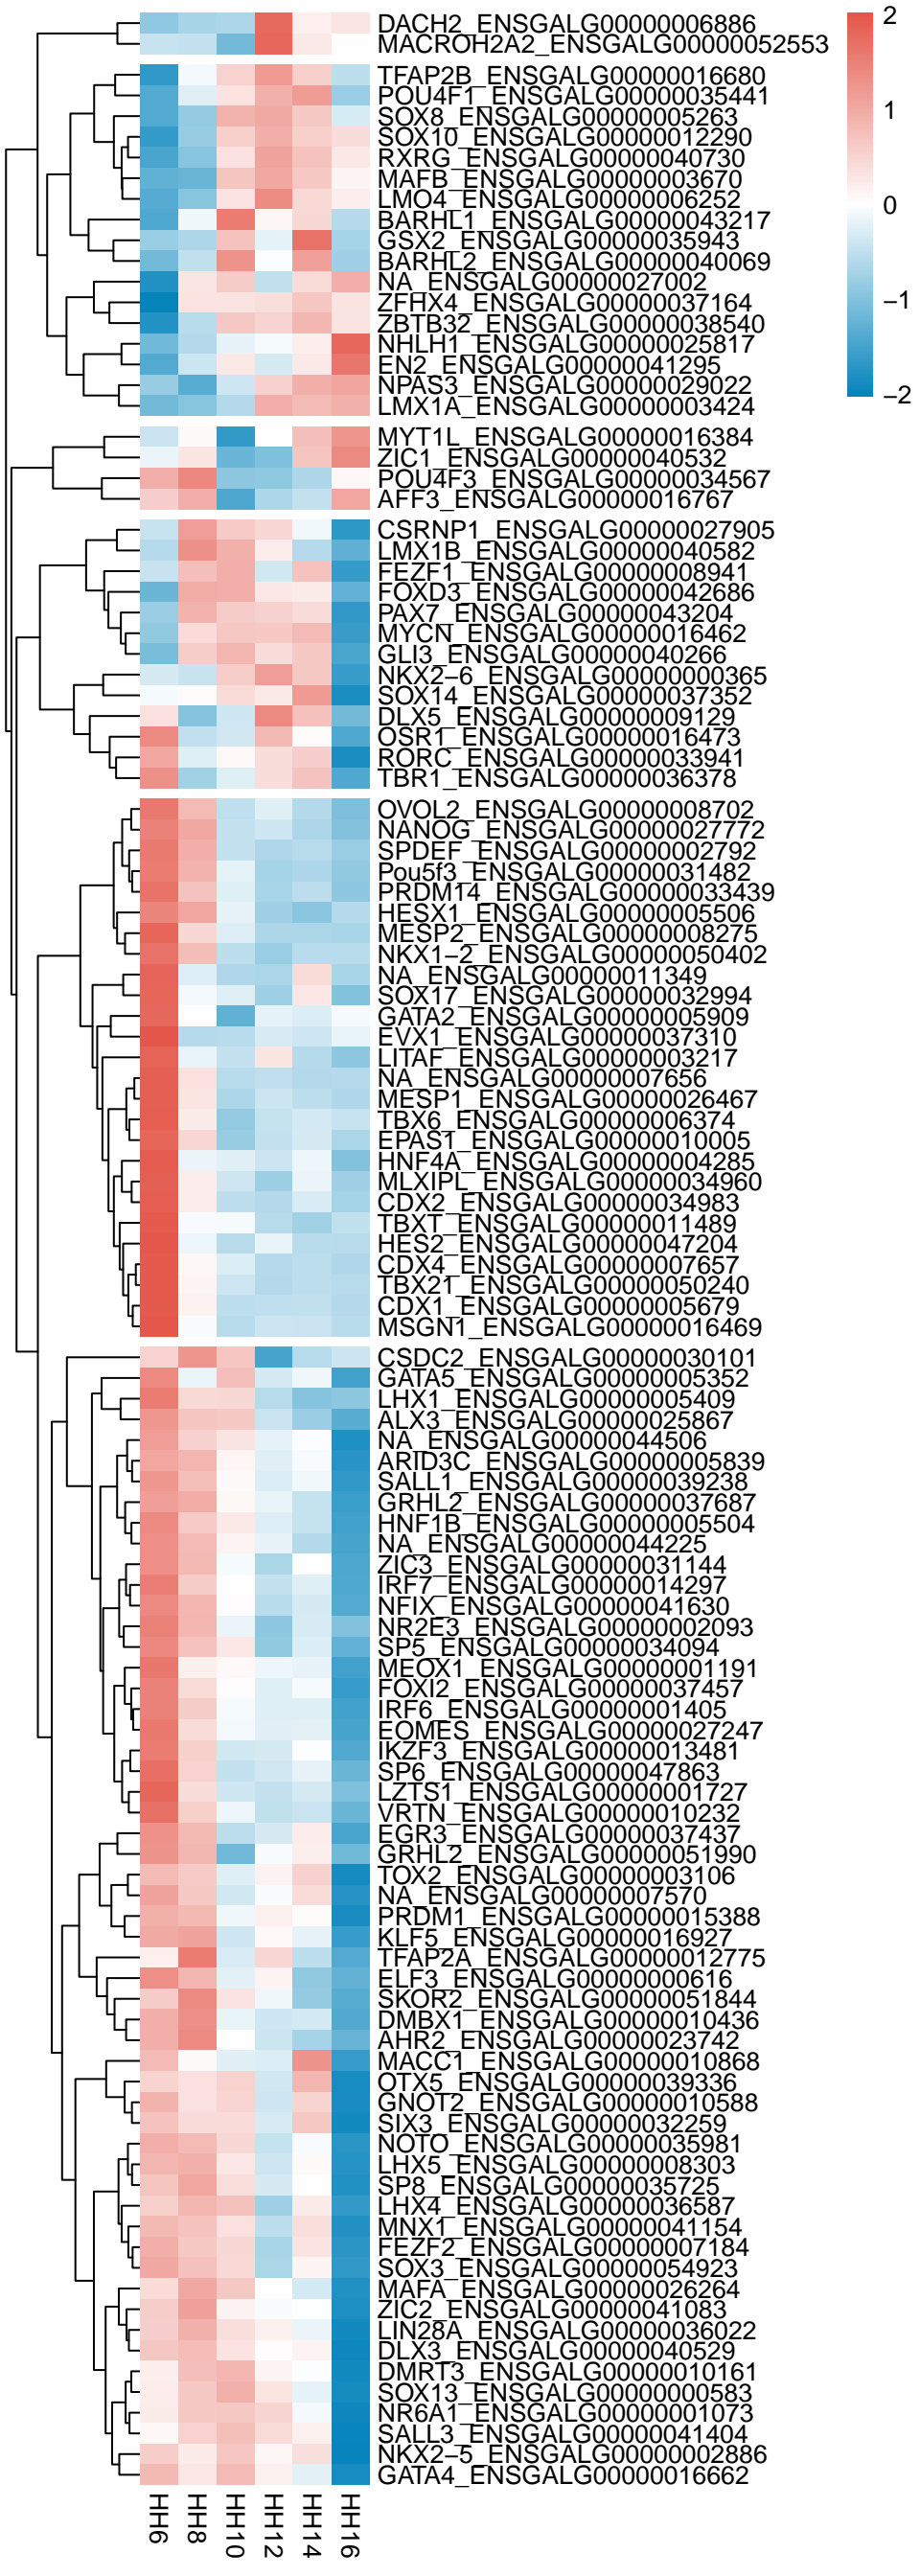 DACH2_ENSGALG00000006886
MACROH2A2_ENSGALG00000052553
TFAP2B_ENSGALG00000016680
POU4F1_ENSGALG00000035441
SOX8_ENSGALG00000005263
SOX10_ENSGALG00000012290
RXRG_ENSGALG00000040730
MAFB_ENSGALG00000003670
LMO4_ENSGALG00000006252
BARHL1_ENSGALG00000043217
GSX2_ENSGALG00000035943
BARHL2_ENSGALG00000040069
NA_ENSGALG00000027002
ZFHX4_ENSGALG00000037164
ZBTB32_ENSGALG00000038540
NHLH1_ENSGALG00000025817
EN2_ENSGALG00000041295
NPAS3_ENSGALG00000029022
LMX1A_ENSGALG00000003424
MYT1L_ENSGALG00000016384
ZIC1_ENSGALG00000040532
POU4F3_ENSGALG00000034567
AFF3_ENSGALG00000016767
CSRNP1_ENSGALG00000027905
LMX1B_ENSGALG00000040582
FEZF1_ENSGALG00000008941
FOXD3_ENSGALG00000042686
PAX7_ENSGALG00000043204
MYCN_ENSGALG00000016462
GLI3_ENSGALG00000040266
NKX2−6_ENSGALG00000000365
SOX14_ENSGALG00000037352
DLX5_ENSGALG00000009129
OSR1_ENSGALG00000016473
RORC_ENSGALG00000033941
TBR1_ENSGALG00000036378
OVOL2_ENSGALG00000008702
NANOG_ENSGALG00000027772
SPDEF_ENSGALG00000002792
Pou5f3_ENSGALG00000031482
PRDM14_ENSGALG00000033439
HESX1_ENSGALG00000005506
MESP2_ENSGALG00000008275
NKX1−2_ENSGALG00000050402
NA_ENSGALG00000011349
SOX17_ENSGALG00000032994
GATA2_ENSGALG00000005909
EVX1_ENSGALG00000037310
LITAF_ENSGALG00000003217
NA_ENSGALG00000007656
MESP1_ENSGALG00000026467
TBX6_ENSGALG00000006374
EPAS1_ENSGALG00000010005
HNF4A_ENSGALG00000004285
MLXIPL_ENSGALG00000034960
CDX2_ENSGALG00000034983
TBXT_ENSGALG00000011489
HES2_ENSGALG00000047204
CDX4_ENSGALG00000007657
TBX21_ENSGALG00000050240
CDX1_ENSGALG00000005679
MSGN1_ENSGALG00000016469
CSDC2_ENSGALG00000030101
GATA5_ENSGALG00000005352
LHX1_ENSGALG00000005409
ALX3_ENSGALG00000025867
NA_ENSGALG00000044506
ARID3C_ENSGALG00000005839
SALL1_ENSGALG00000039238
GRHL2_ENSGALG00000037687
HNF1B_ENSGALG00000005504
NA_ENSGALG00000044225
ZIC3_ENSGALG00000031144
IRF7_ENSGALG00000014297
NFIX_ENSGALG00000041630
NR2E3_ENSGALG00000002093
SP5_ENSGALG00000034094
MEOX1_ENSGALG00000001191
FOXI2_ENSGALG00000037457
IRF6_ENSGALG00000001405
EOMES_ENSGALG00000027247
IKZF3_ENSGALG00000013481
SP6_ENSGALG00000047863
LZTS1_ENSGALG00000001727
VRTN_ENSGALG00000010232
EGR3_ENSGALG00000037437
GRHL2_ENSGALG00000051990
TOX2_ENSGALG00000003106
NA_ENSGALG00000007570
PRDM1_ENSGALG00000015388
KLF5_ENSGALG00000016927
TFAP2A_ENSGALG00000012775
ELF3_ENSGALG00000000616
SKOR2_ENSGALG00000051844
DMBX1_ENSGALG00000010436
AHR2_ENSGALG00000023742
MACC1_ENSGALG00000010868
OTX5_ENSGALG00000039336
GNOT2_ENSGALG00000010588
SIX3_ENSGALG00000032259
NOTO_ENSGALG00000035981
LHX5_ENSGALG00000008303
SP8_ENSGALG00000035725
LHX4_ENSGALG00000036587
MNX1_ENSGALG00000041154
FEZF2_ENSGALG00000007184
SOX3_ENSGALG00000054923
MAFA_ENSGALG00000026264
ZIC2_ENSGALG00000041083
LIN28A_ENSGALG00000036022
DLX3_ENSGALG00000040529
DMRT3_ENSGALG00000010161
SOX13_ENSGALG00000000583
NR6A1_ENSGALG00000001073
SALL3_ENSGALG00000041404
NKX2−5_ENSGALG00000002886
GATA4_ENSGALG00000016662
2
1
0
−1
−2
HH6
HH8
HH10
HH12
HH14
HH16